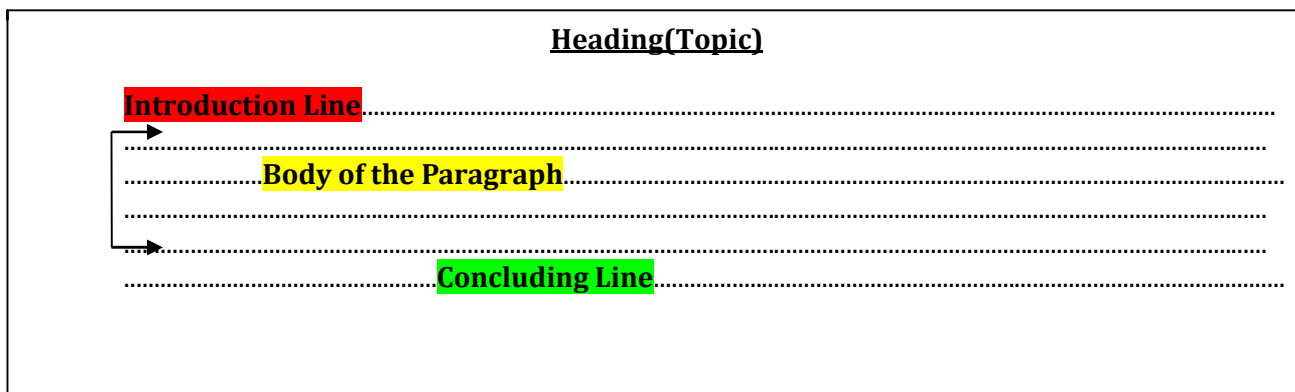 Heading(Topic)
Introduction Line..........................................................................................................................................................
................................................................................................................................................................................................
.......................Body of the Paragraph.........................................................................................................................
................................................................................................................................................................................................
................................................................................................................................................................................................
....................................................Concluding Line..........................................................................................................